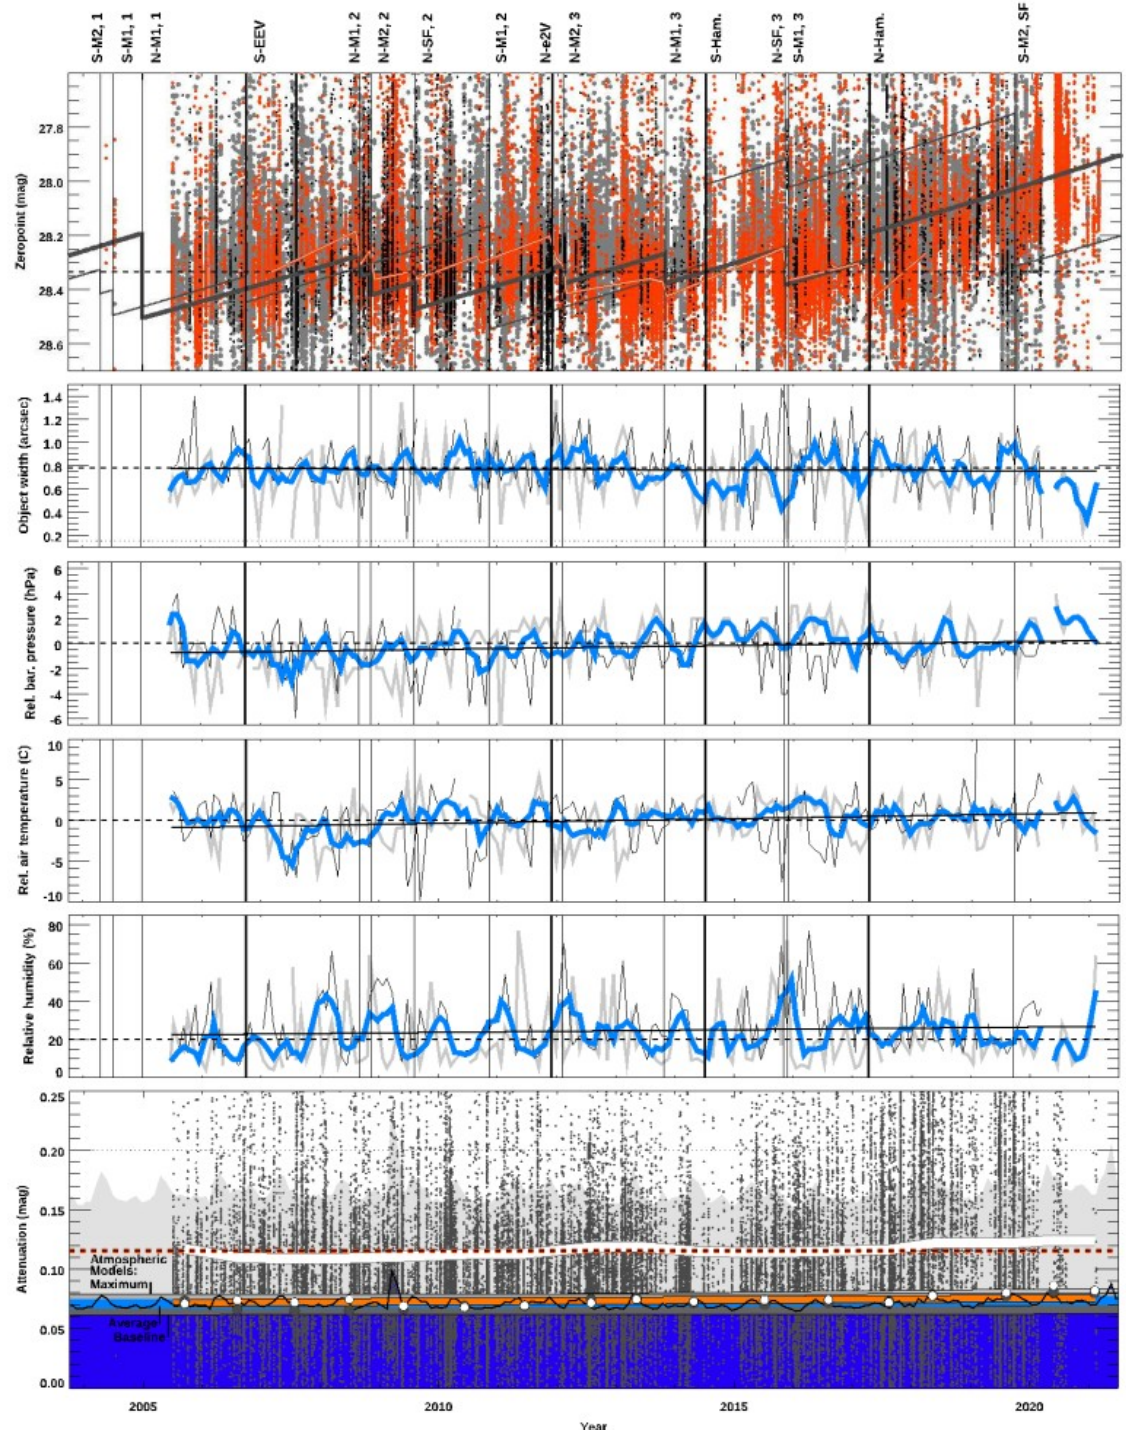 S-M2, 1
S-M1, 1
N-M1, 1
S-EEV
N-M1, 2
N-M2, 2
N-SF, 2
S-M1, 2
N-e2V
N-M2, 3
N-M1, 3
S-Ham.
N-SF, 3
S-M1, 3
N-Ham.
S-M2, SF
Zeropoint (mag)
27.8
28.0
28.2
28.4
28.6
Object width (arcsec)
1.4
1.2
1.0
0.8
0.6
0.4
0.2
Rel. bar. pressure (hPa)
6
4
2
0
-2
-4
-6
Rel. air temperature (C)
10
5
0
-5
-10
Relative humidity (%)
80
60
40
20
0
Attenuation (mag)
0.25
0.20
0.15
0.10
0.05
0.00
Atmospheric
Models:
Maximum
Average
Baseline
2005
2010
2015
2020
Year